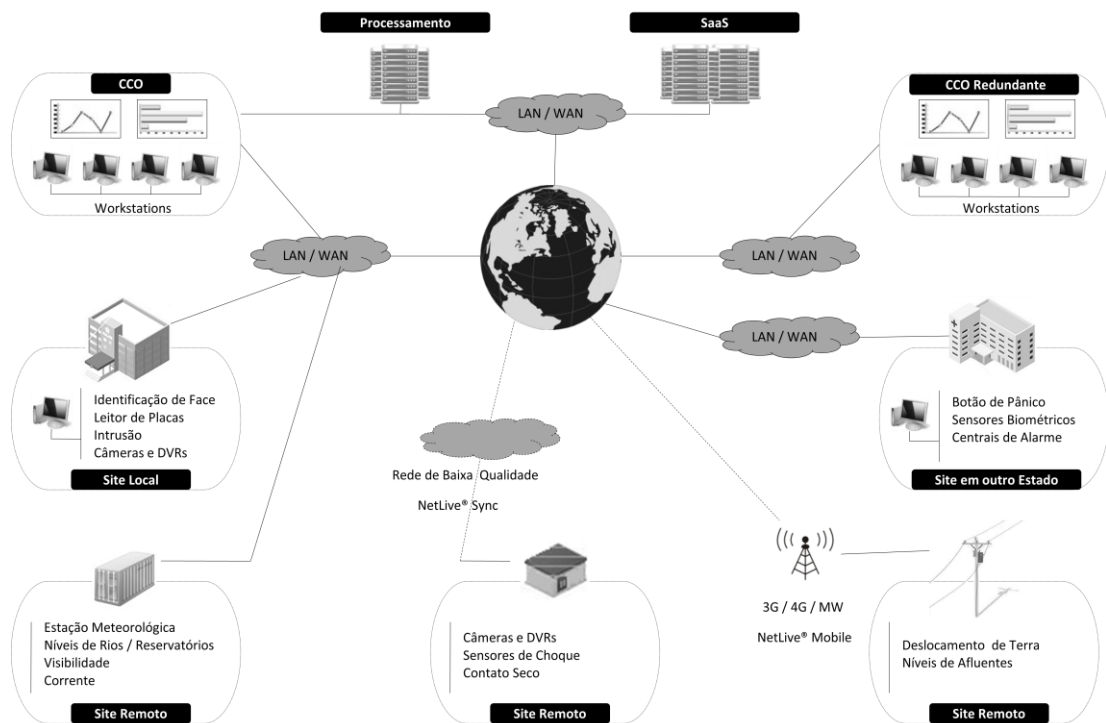 Processamento
SaaS
CCO
CCO Redundante
LAN / WAN
Workstations
Workstations
LAN / WAN
LAN / WAN
LAN / WAN
Identificação de Face
Leitor de Placas
Intrusão
Câmeras e DVRs
Site Local
Botão de Pânico
Sensores Biométricos
Centrais de Alarme
Site em outro Estado
Rede de Baixa Qualidade
NetLive® Sync
3G / 4G / MW
NetLive® Mobile
Estação Meteorológica
Níveis de Rios / Reservatórios
Visibilidade
Corrente
Site Remoto
Câmeras e DVRs
Sensores de Choque
Contato Seco
Site Remoto
Deslocamento de Terra
Níveis de Afluentes
Site Remoto